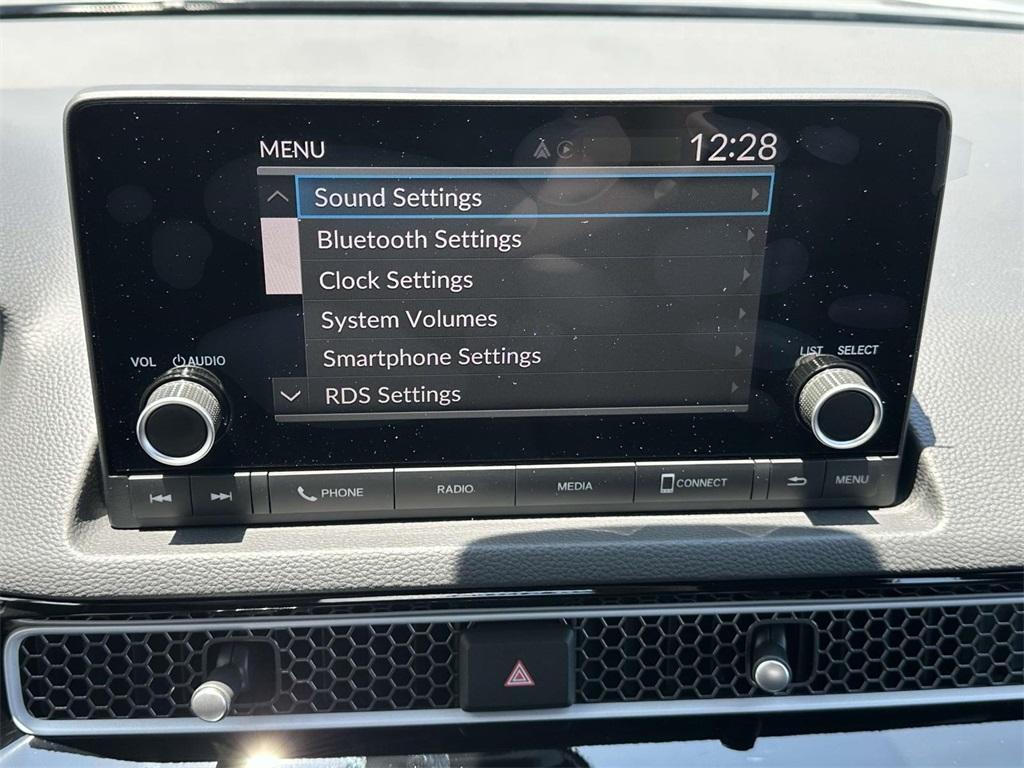 MENU 12:28
Sound Settings
Bluetooth Settings
Clock Settings
System Volumes
Smartphone Settings
RDS Settings
VOL AUDIO
LIST SELECT
PHONE RADIO MEDIA CONNECT MENU